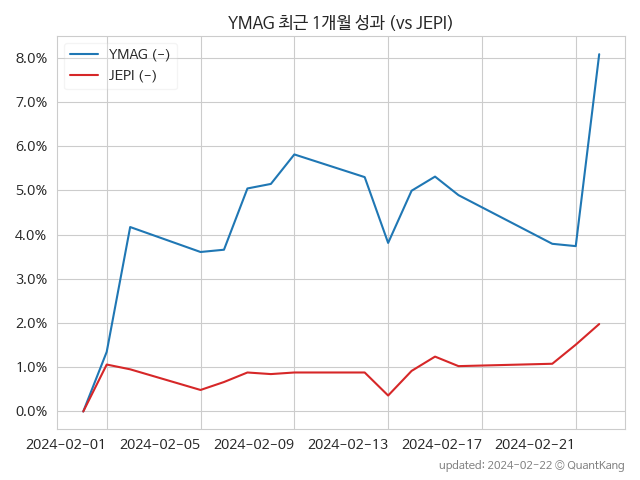 YMAG 최근 1개월 성과 (vs JEPI)
YMAG (-)
JEPI (-)
8.0%
7.0%
6.0%
5.0%
4.0%
3.0%
2.0%
1.0%
0.0%
2024-02-01 2024-02-05 2024-02-09 2024-02-13 2024-02-17 2024-02-21
updated: 2024-02-22 © QuantKang